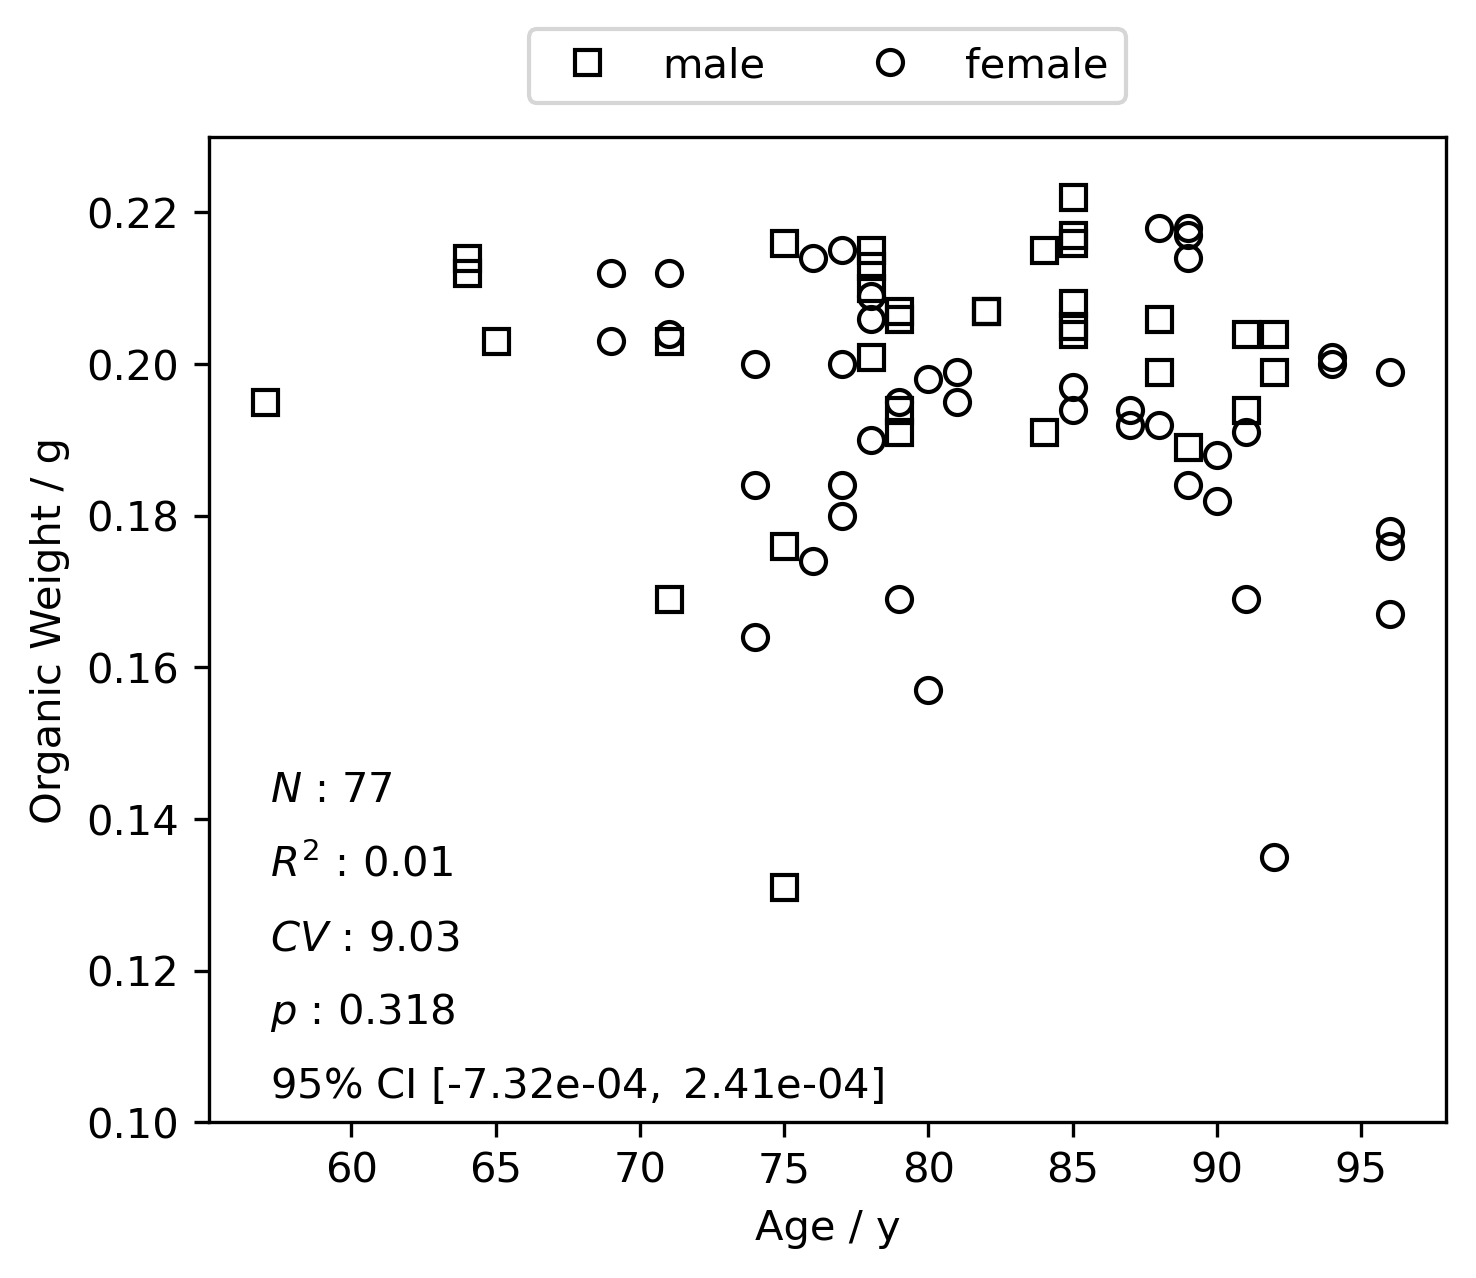 male female
0.22
0.20
0.18
0.16
0.14
0.12
0.10
Organic Weight / g
N : 77
R² : 0.01
CV : 9.03
p : 0.318
95% CI [-7.32e-04, 2.41e-04]
60 65 70 75 80 85 90 95
Age / y